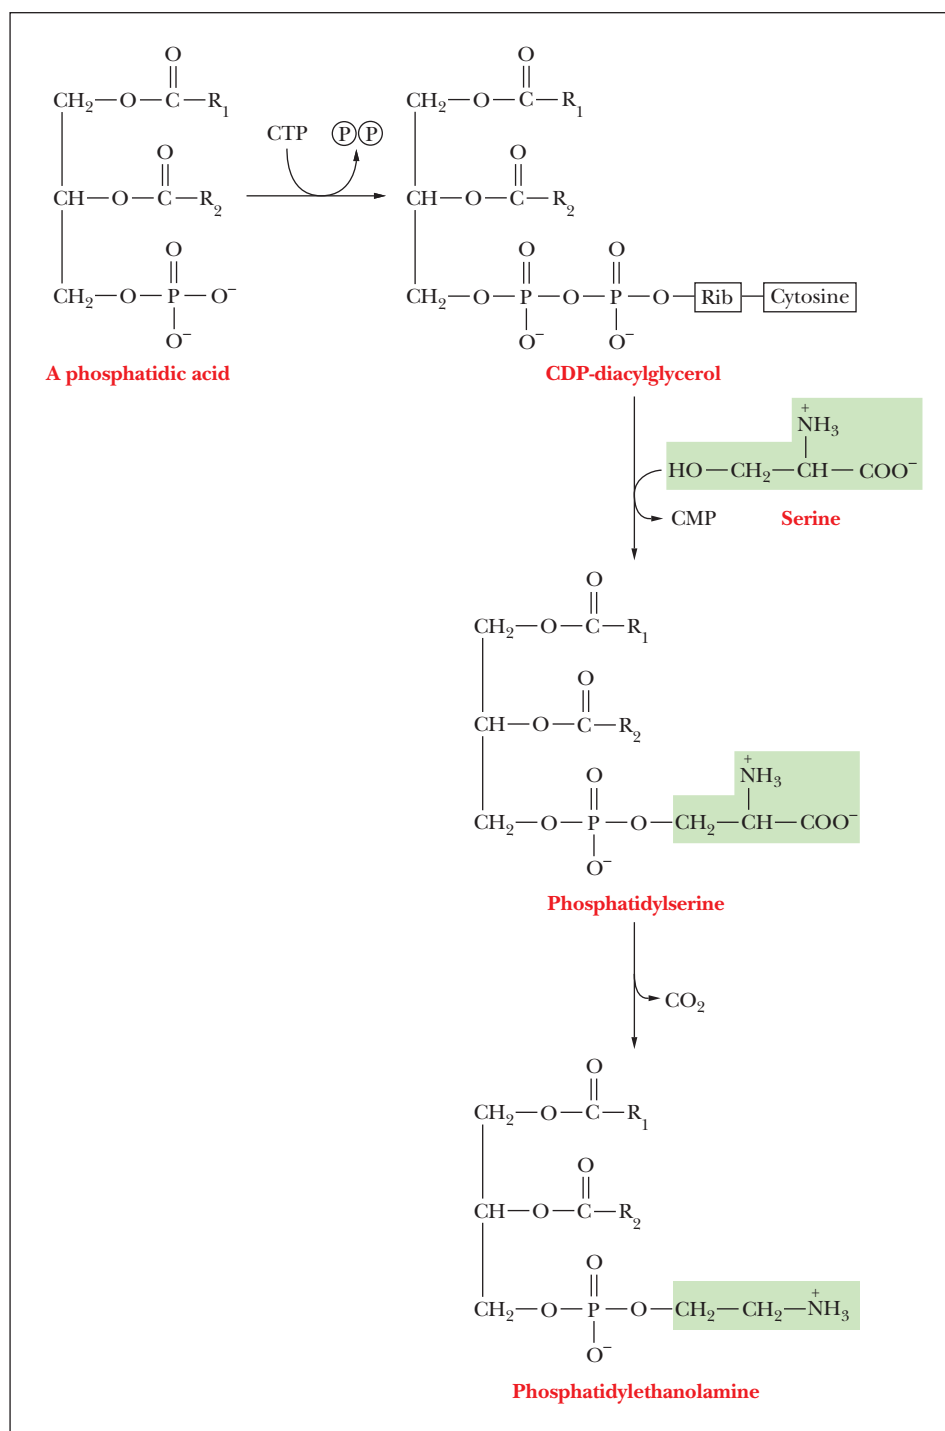 O O
CH₂—O—C—R₁ CH₂—O—C—R₁
CTP P P
O O
CH—O—C—R₂ CH—O—C—R₂
O O O
CH₂—O—P—O⁻ CH₂—O—P—O—P—O—Rib—Cytosine
O⁻ O⁻ O⁻
A phosphatidic acid CDP-diacylglycerol
+
NH₃
HO—CH₂—CH—COO⁻
CMP Serine
O
CH₂—O—C—R₁
O
CH—O—C—R₂
+
O NH₃
CH₂—O—P—O—CH₂—CH—COO⁻
O⁻
Phosphatidylserine
CO₂
O
CH₂—O—C—R₁
O
CH—O—C—R₂
O +
CH₂—O—P—O—CH₂—CH₂—NH₃
O⁻
Phosphatidylethanolamine